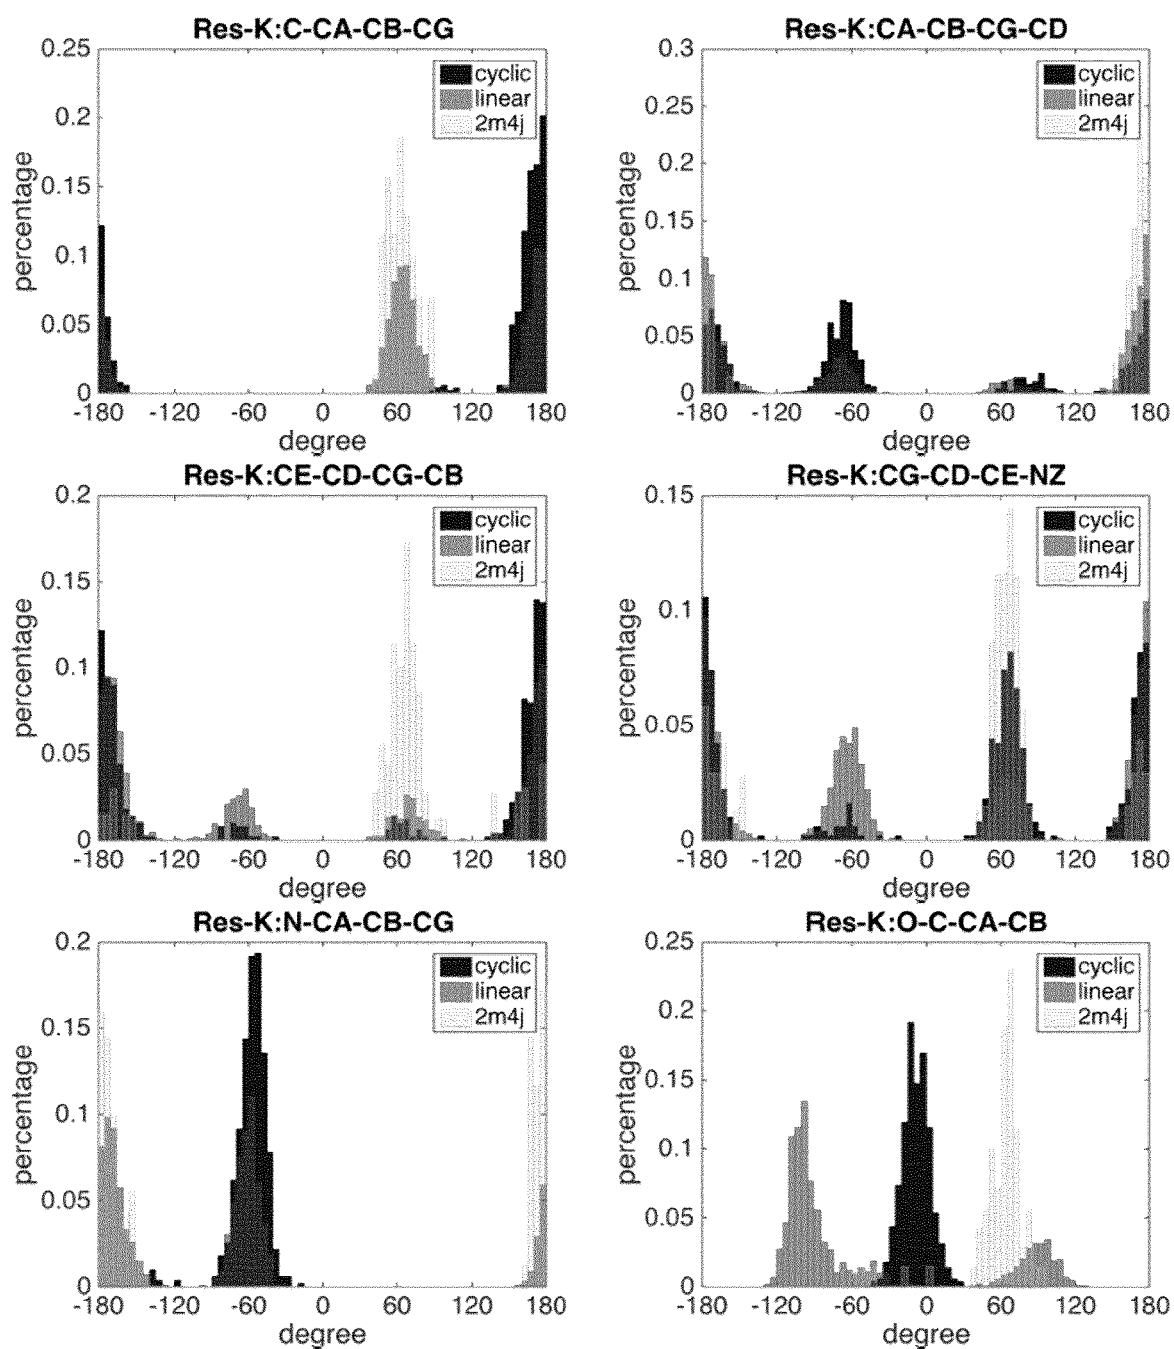 Res-K:C-CA-CB-CG
0.25
0.2
0.15
0.1
0.05
0
percentage
cyclic
linear
2m4j
-180 -120 -60 0 60 120 180
degree
Res-K:CA-CB-CG-CD
0.3
0.25
0.2
0.15
0.1
0.05
0
percentage
cyclic
linear
2m4j
-180 -120 -60 0 60 120 180
degree
Res-K:CE-CD-CG-CB
0.2
0.15
0.1
0.05
0
percentage
cyclic
linear
2m4j
-180 -120 -60 0 60 120 180
degree
Res-K:CG-CD-CE-NZ
0.15
0.1
0.05
0
percentage
cyclic
linear
2m4j
-180 -120 -60 0 60 120 180
degree
Res-K:N-CA-CB-CG
0.2
0.15
0.1
0.05
0
percentage
cyclic
linear
2m4j
-180 -120 -60 0 60 120 180
degree
Res-K:O-C-CA-CB
0.25
0.2
0.15
0.1
0.05
0
percentage
cyclic
linear
2m4j
-180 -120 -60 0 60 120 180
degree